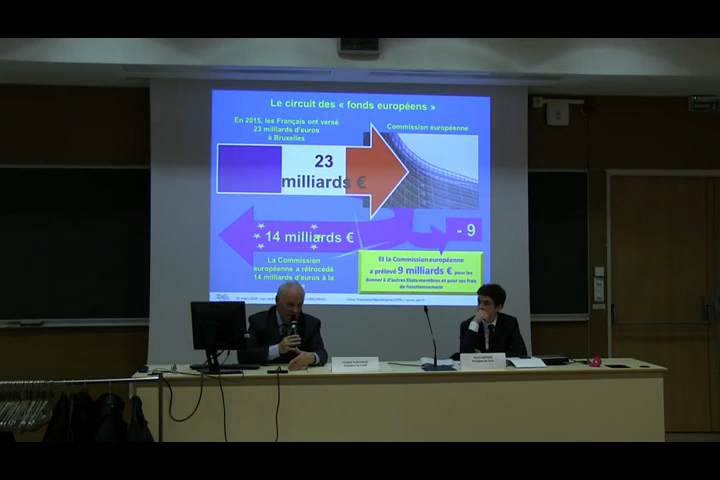 Le circuit des « fonds européens »
En 2015, les Français ont versé
23 milliards d'euros
à Bruxelles
Commission européenne
23
milliards €
14 milliards €
- 9
La Commission
européenne a rétrocédé
14 milliards d'euros à la
Et la Commission européenne
a prélevé 9 milliards € pour les
donner à d'autres Etats-membres et pour ses frais
de fonctionnement